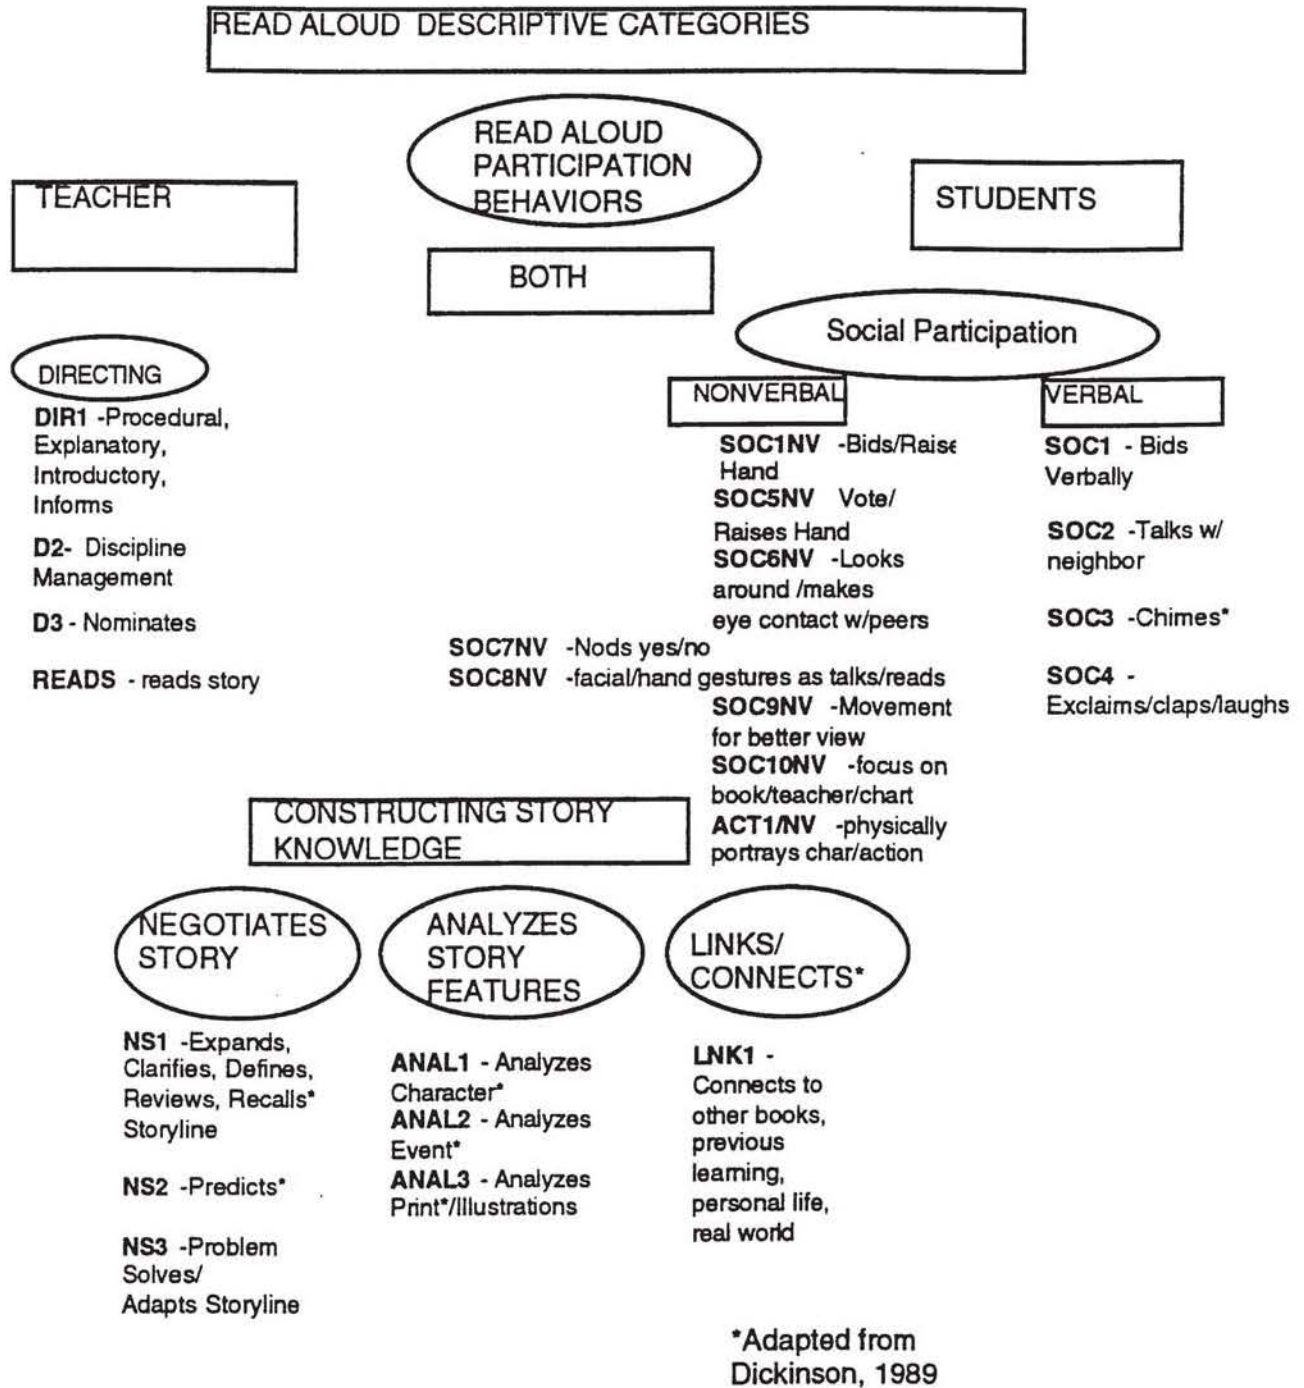 READ ALOUD DESCRIPTIVE CATEGORIES
READ ALOUD
PARTICIPATION
BEHAVIORS
TEACHER
STUDENTS
BOTH
Social Participation
DIRECTING
DIR1 -Procedural,
Explanatory,
Introductory,
Informs
D2- Discipline
Management
D3 - Nominates
READS - reads story
NONVERBAL
SOC1NV -Bids/Raise
Hand
SOC5NV Vote/
Raises Hand
SOC6NV -Looks
around /makes
eye contact w/peers
SOC7NV -Nods yes/no
SOC8NV -facial/hand gestures as talks/reads
SOC9NV -Movement
for better view
SOC10NV -focus on
book/teacher/chart
ACT1/NV -physically
portrays char/action
VERBAL
SOC1 - Bids
Verbally
SOC2 -Talks w/
neighbor
SOC3 -Chimes*
SOC4 -
Exclaims/claps/laughs
CONSTRUCTING STORY
KNOWLEDGE
NEGOTIATES
STORY
NS1 -Expands,
Clarifies, Defines,
Reviews, Recalls*
Storyline
NS2 -Predicts*
NS3 -Problem
Solves/
Adapts Storyline
ANALYZES
STORY
FEATURES
ANAL1 - Analyzes
Character*
ANAL2 - Analyzes
Event*
ANAL3 - Analyzes
Print*/Illustrations
LINKS/
CONNECTS*
LNK1 -
Connects to
other books,
previous
learning,
personal life,
real world
*Adapted from
Dickinson, 1989